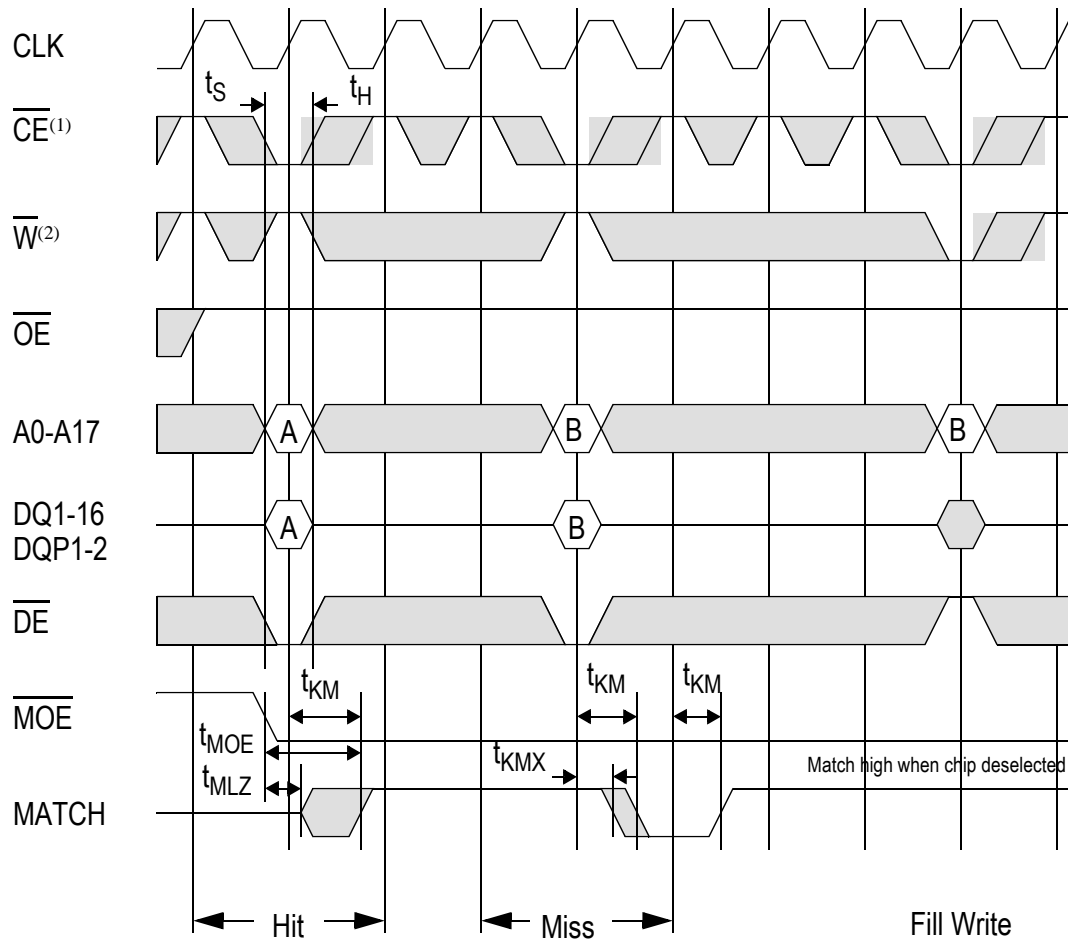 CLK
tS
tH
CE(1)
W(2)
OE
A0-A17
A
B
B
DQ1-16
DQP1-2
A
B
DE
tKM
tKM
tKM
MOE
tMOE
tKMX
Match high when chip deselected
tMLZ
MATCH
Hit
Miss
Fill Write